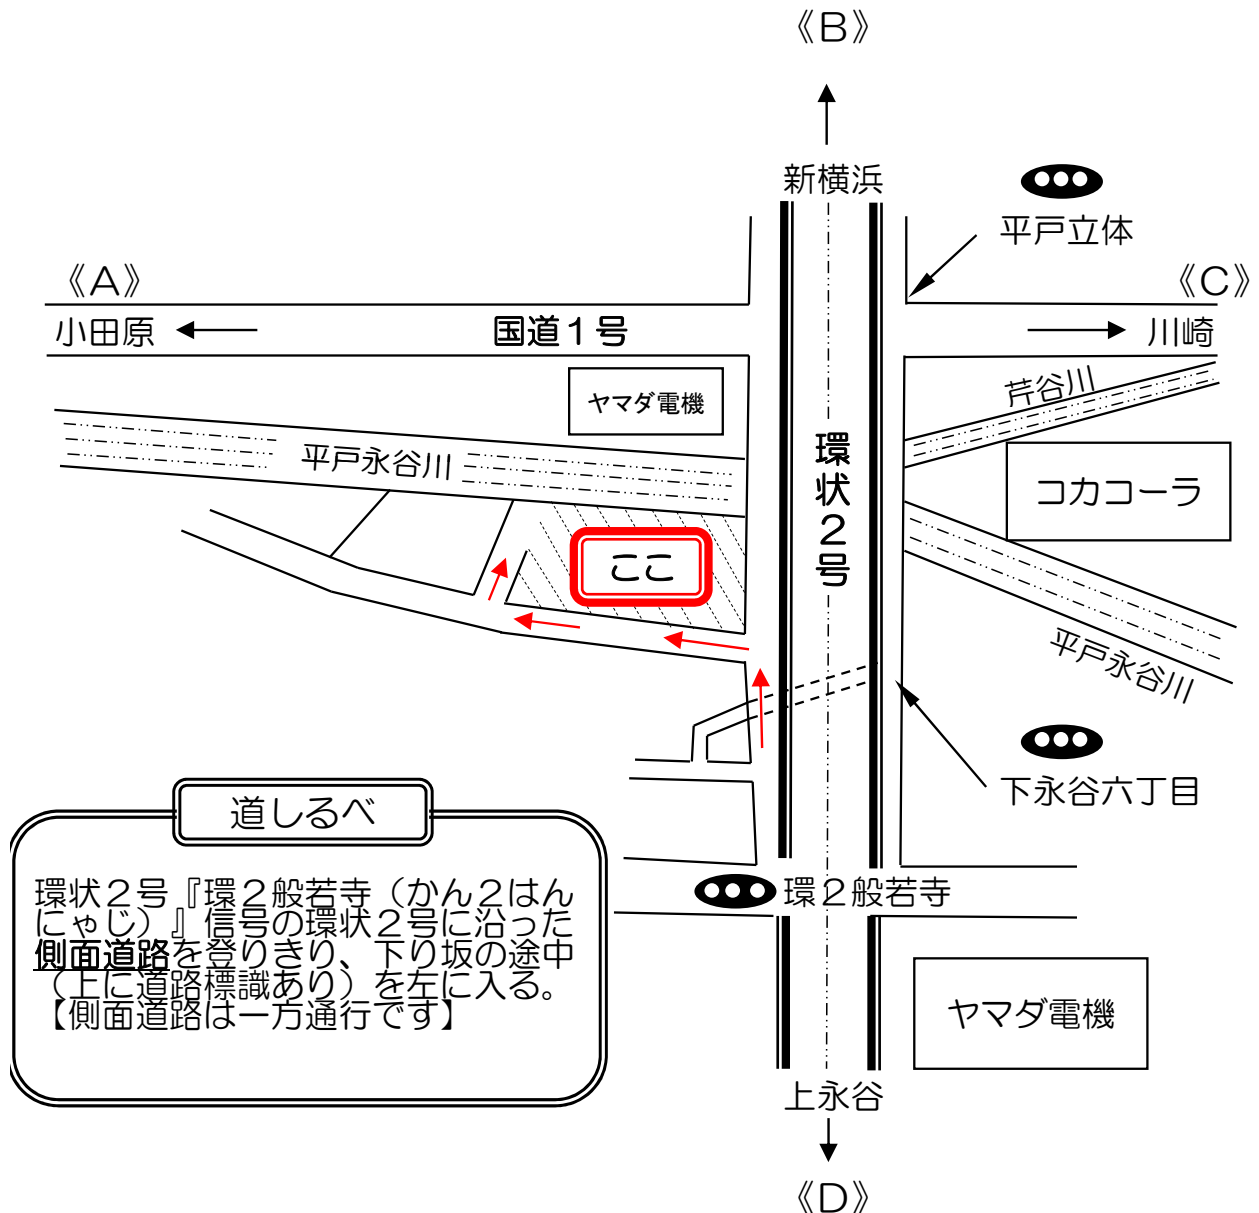 《B》
新横浜
平戸立体
《A》
《C》
小田原
国道1号
川崎
ヤマダ電機
芹谷川
平戸永谷川
環状2号
コカコーラ
ここ
平戸永谷川
下永谷六丁目
道しるべ
環状2号『環2般若寺（かん2はん
にゃじ）』信号の環状2号に沿った
側面道路を登りきり、下り坂の途中
（上に道路標識あり）を左に入る。
【側面道路は一方通行です】
環2般若寺
ヤマダ電機
上永谷
《D》